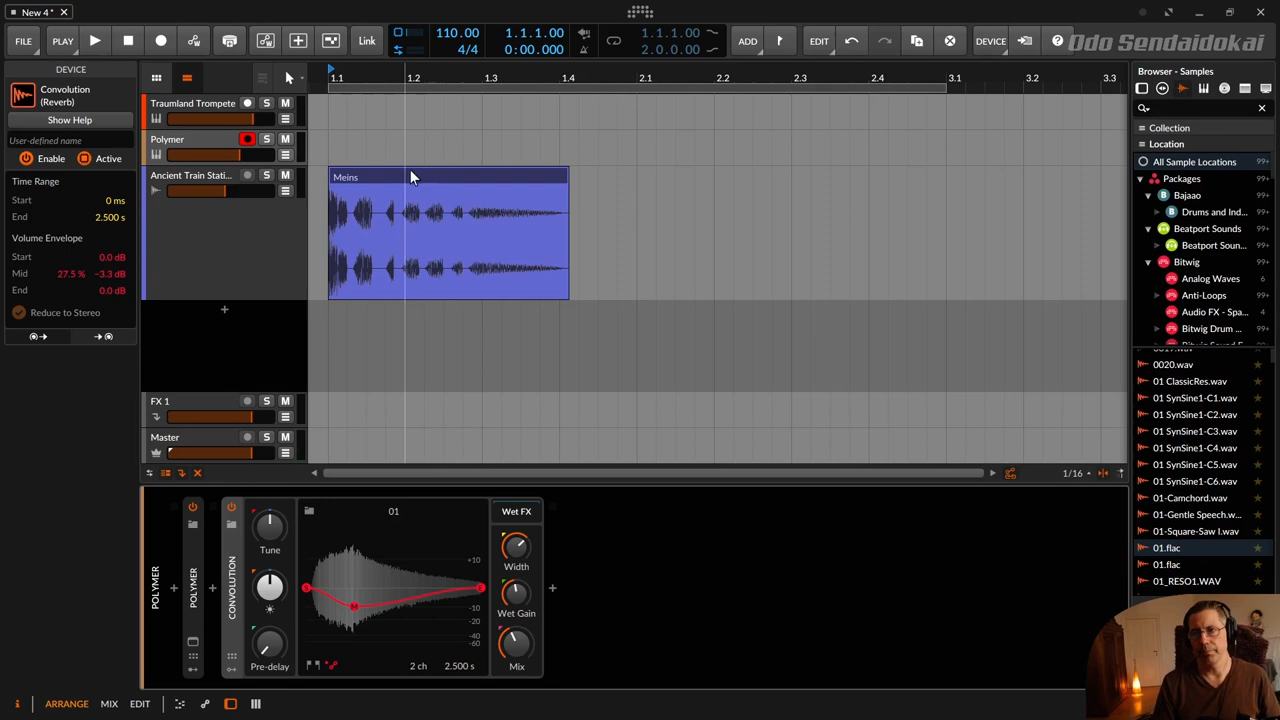 New 4*
FILE
PLAY
Link
110.00
4/4
1.1.1.00
0:00.000
1.1.1.00
2.0.0.00
ADD
EDIT
DEVICE
Odo Sendaidokai
DEVICE
Convolution
(Reverb)
Show Help
User-defined name
Enable
Active
Time Range
Start 0 ms
End 2.500 s
Volume Envelope
Start 0.0 dB
Mid 27.5 % -3.3 dB
End 0.0 dB
Reduce to Stereo
1.1 1.2 1.3 1.4 2.1 2.2 2.3 2.4 3.1 3.2 3.3
Traumland Trompete S M
Polymer S M
Ancient Train Stati... S M
Meins
+
FX 1 S M
Master S M
1/16
POLYMER
POLYMER
CONVOLUTION
Tune
Pre-delay
01
+10
-10
-20
-40
-60
M
E
2 ch 2.500 s
Wet FX
Width
Wet Gain
Mix
Browser - Samples
Collection
Location
All Sample Locations 99+
Packages 99+
Bajaao 99+
Drums and Ind... 99+
Beatport Sounds 99+
Beatport Soun... 99+
Bitwig 99+
Analog Waves 6
Anti-Loops 99+
Audio FX - Spa... 4
Bitwig Drum ... 99+
0019.wav
0020.wav
01 ClassicRes.wav
01 SynSine1-C1.wav
01 SynSine1-C2.wav
01 SynSine1-C3.wav
01 SynSine1-C4.wav
01 SynSine1-C5.wav
01 SynSine1-C6.wav
01-Camchord.wav
01-Gentle Speech.w...
01-Square-Saw I.wav
01.flac
01.flac
01_RESO1.WAV
i
ARRANGE
MIX
EDIT